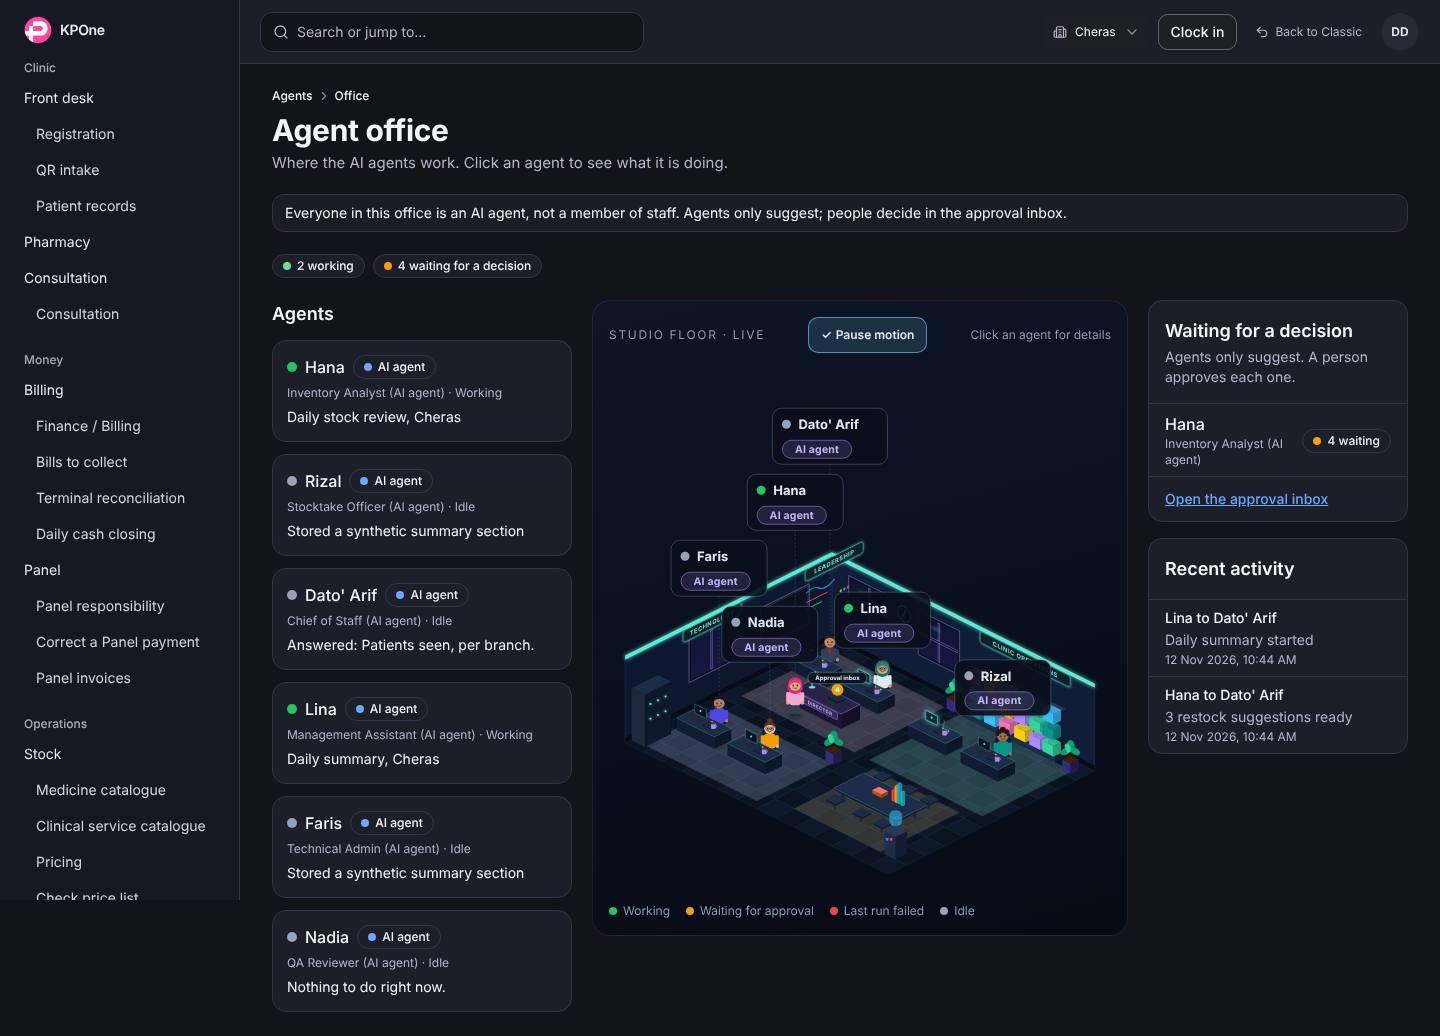 KPOne
Clinic
Front desk
Registration
QR intake
Patient records
Pharmacy
Consultation
Consultation
Money
Billing
Finance / Billing
Bills to collect
Terminal reconciliation
Daily cash closing
Panel
Panel responsibility
Correct a Panel payment
Panel invoices
Operations
Stock
Medicine catalogue
Clinical service catalogue
Pricing
Check price list
Search or jump to...
Cheras
Clock in
Back to Classic
DD
Agents > Office
Agent office
Where the AI agents work. Click an agent to see what it is doing.
Everyone in this office is an AI agent, not a member of staff. Agents only suggest; people decide in the approval inbox.
2 working
4 waiting for a decision
Agents
Hana AI agent
Inventory Analyst (AI agent) · Working
Daily stock review, Cheras
Rizal AI agent
Stocktake Officer (AI agent) · Idle
Stored a synthetic summary section
Dato' Arif AI agent
Chief of Staff (AI agent) · Idle
Answered: Patients seen, per branch.
Lina AI agent
Management Assistant (AI agent) · Working
Daily summary, Cheras
Faris AI agent
Technical Admin (AI agent) · Idle
Stored a synthetic summary section
Nadia AI agent
QA Reviewer (AI agent) · Idle
Nothing to do right now.
STUDIO FLOOR · LIVE
✓ Pause motion
Click an agent for details
Dato' Arif
AI agent
Hana
AI agent
Faris
AI agent
LEADERSHIP
Lina
AI agent
Nadia
AI agent
Rizal
AI agent
Approval inbox
4
DIRECTOR
Working
Waiting for approval
Last run failed
Idle
Waiting for a decision
Agents only suggest. A person
approves each one.
Hana
Inventory Analyst (AI
agent)
4 waiting
Open the approval inbox
Recent activity
Lina to Dato' Arif
Daily summary started
12 Nov 2026, 10:44 AM
Hana to Dato' Arif
3 restock suggestions ready
12 Nov 2026, 10:44 AM